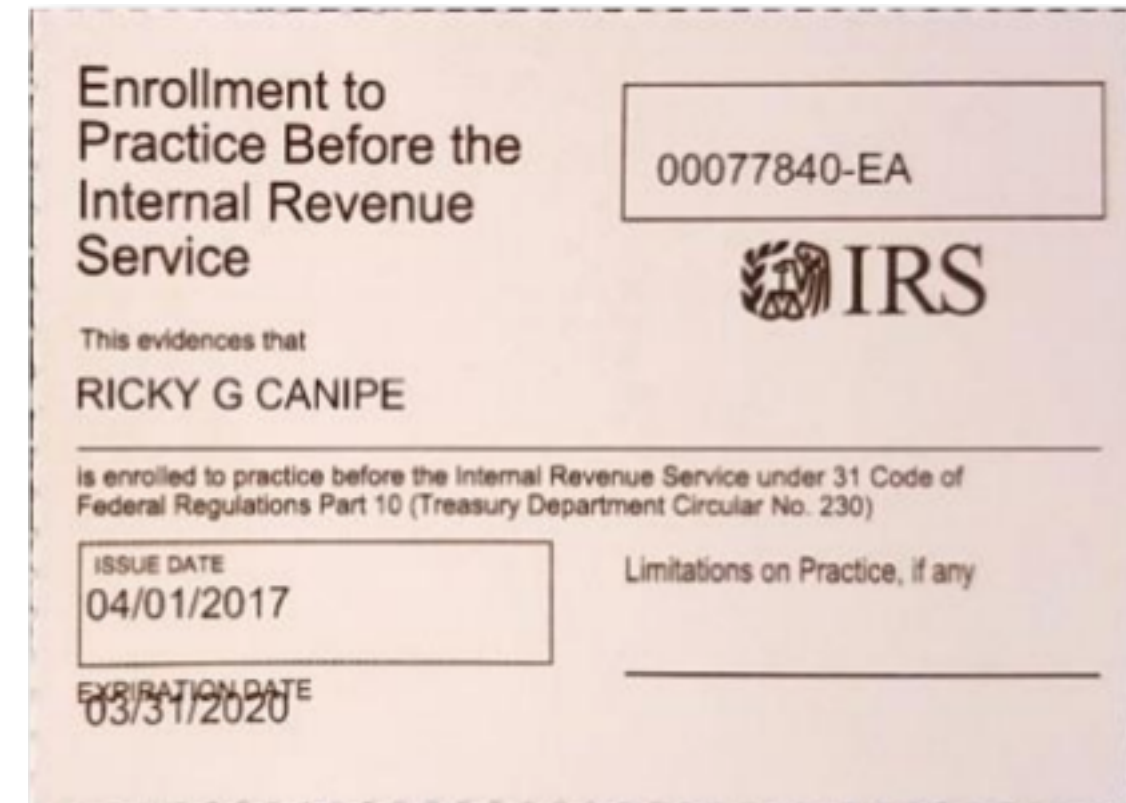 Enrollment to
Practice Before the
Internal Revenue
Service
00077840-EA
IRS
This evidences that
RICKY G CANIPE
is enrolled to practice before the Internal Revenue Service under 31 Code of
Federal Regulations Part 10 (Treasury Department Circular No. 230)
ISSUE DATE
04/01/2017
Limitations on Practice, if any
EXPIRATION DATE
03/31/2020